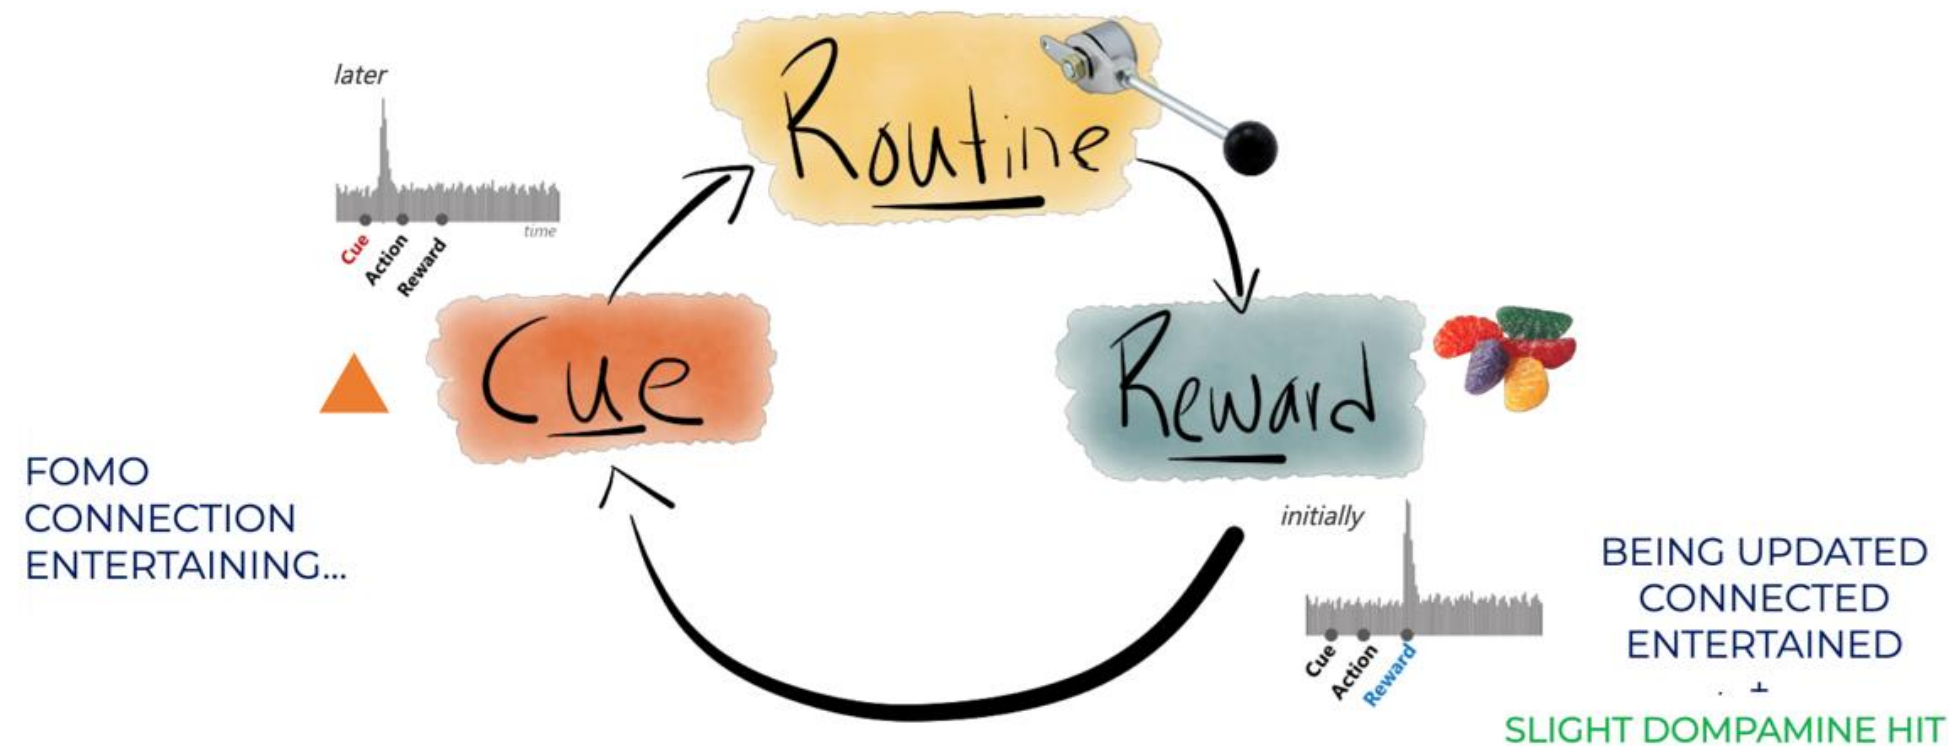 Routine
later
time
Cue
Action
Reward
Cue
Reward
FOMO
CONNECTION
ENTERTAINING...
initially
Cue
Action
Reward
BEING UPDATED
CONNECTED
ENTERTAINED
+
SLIGHT DOMPAMINE HIT